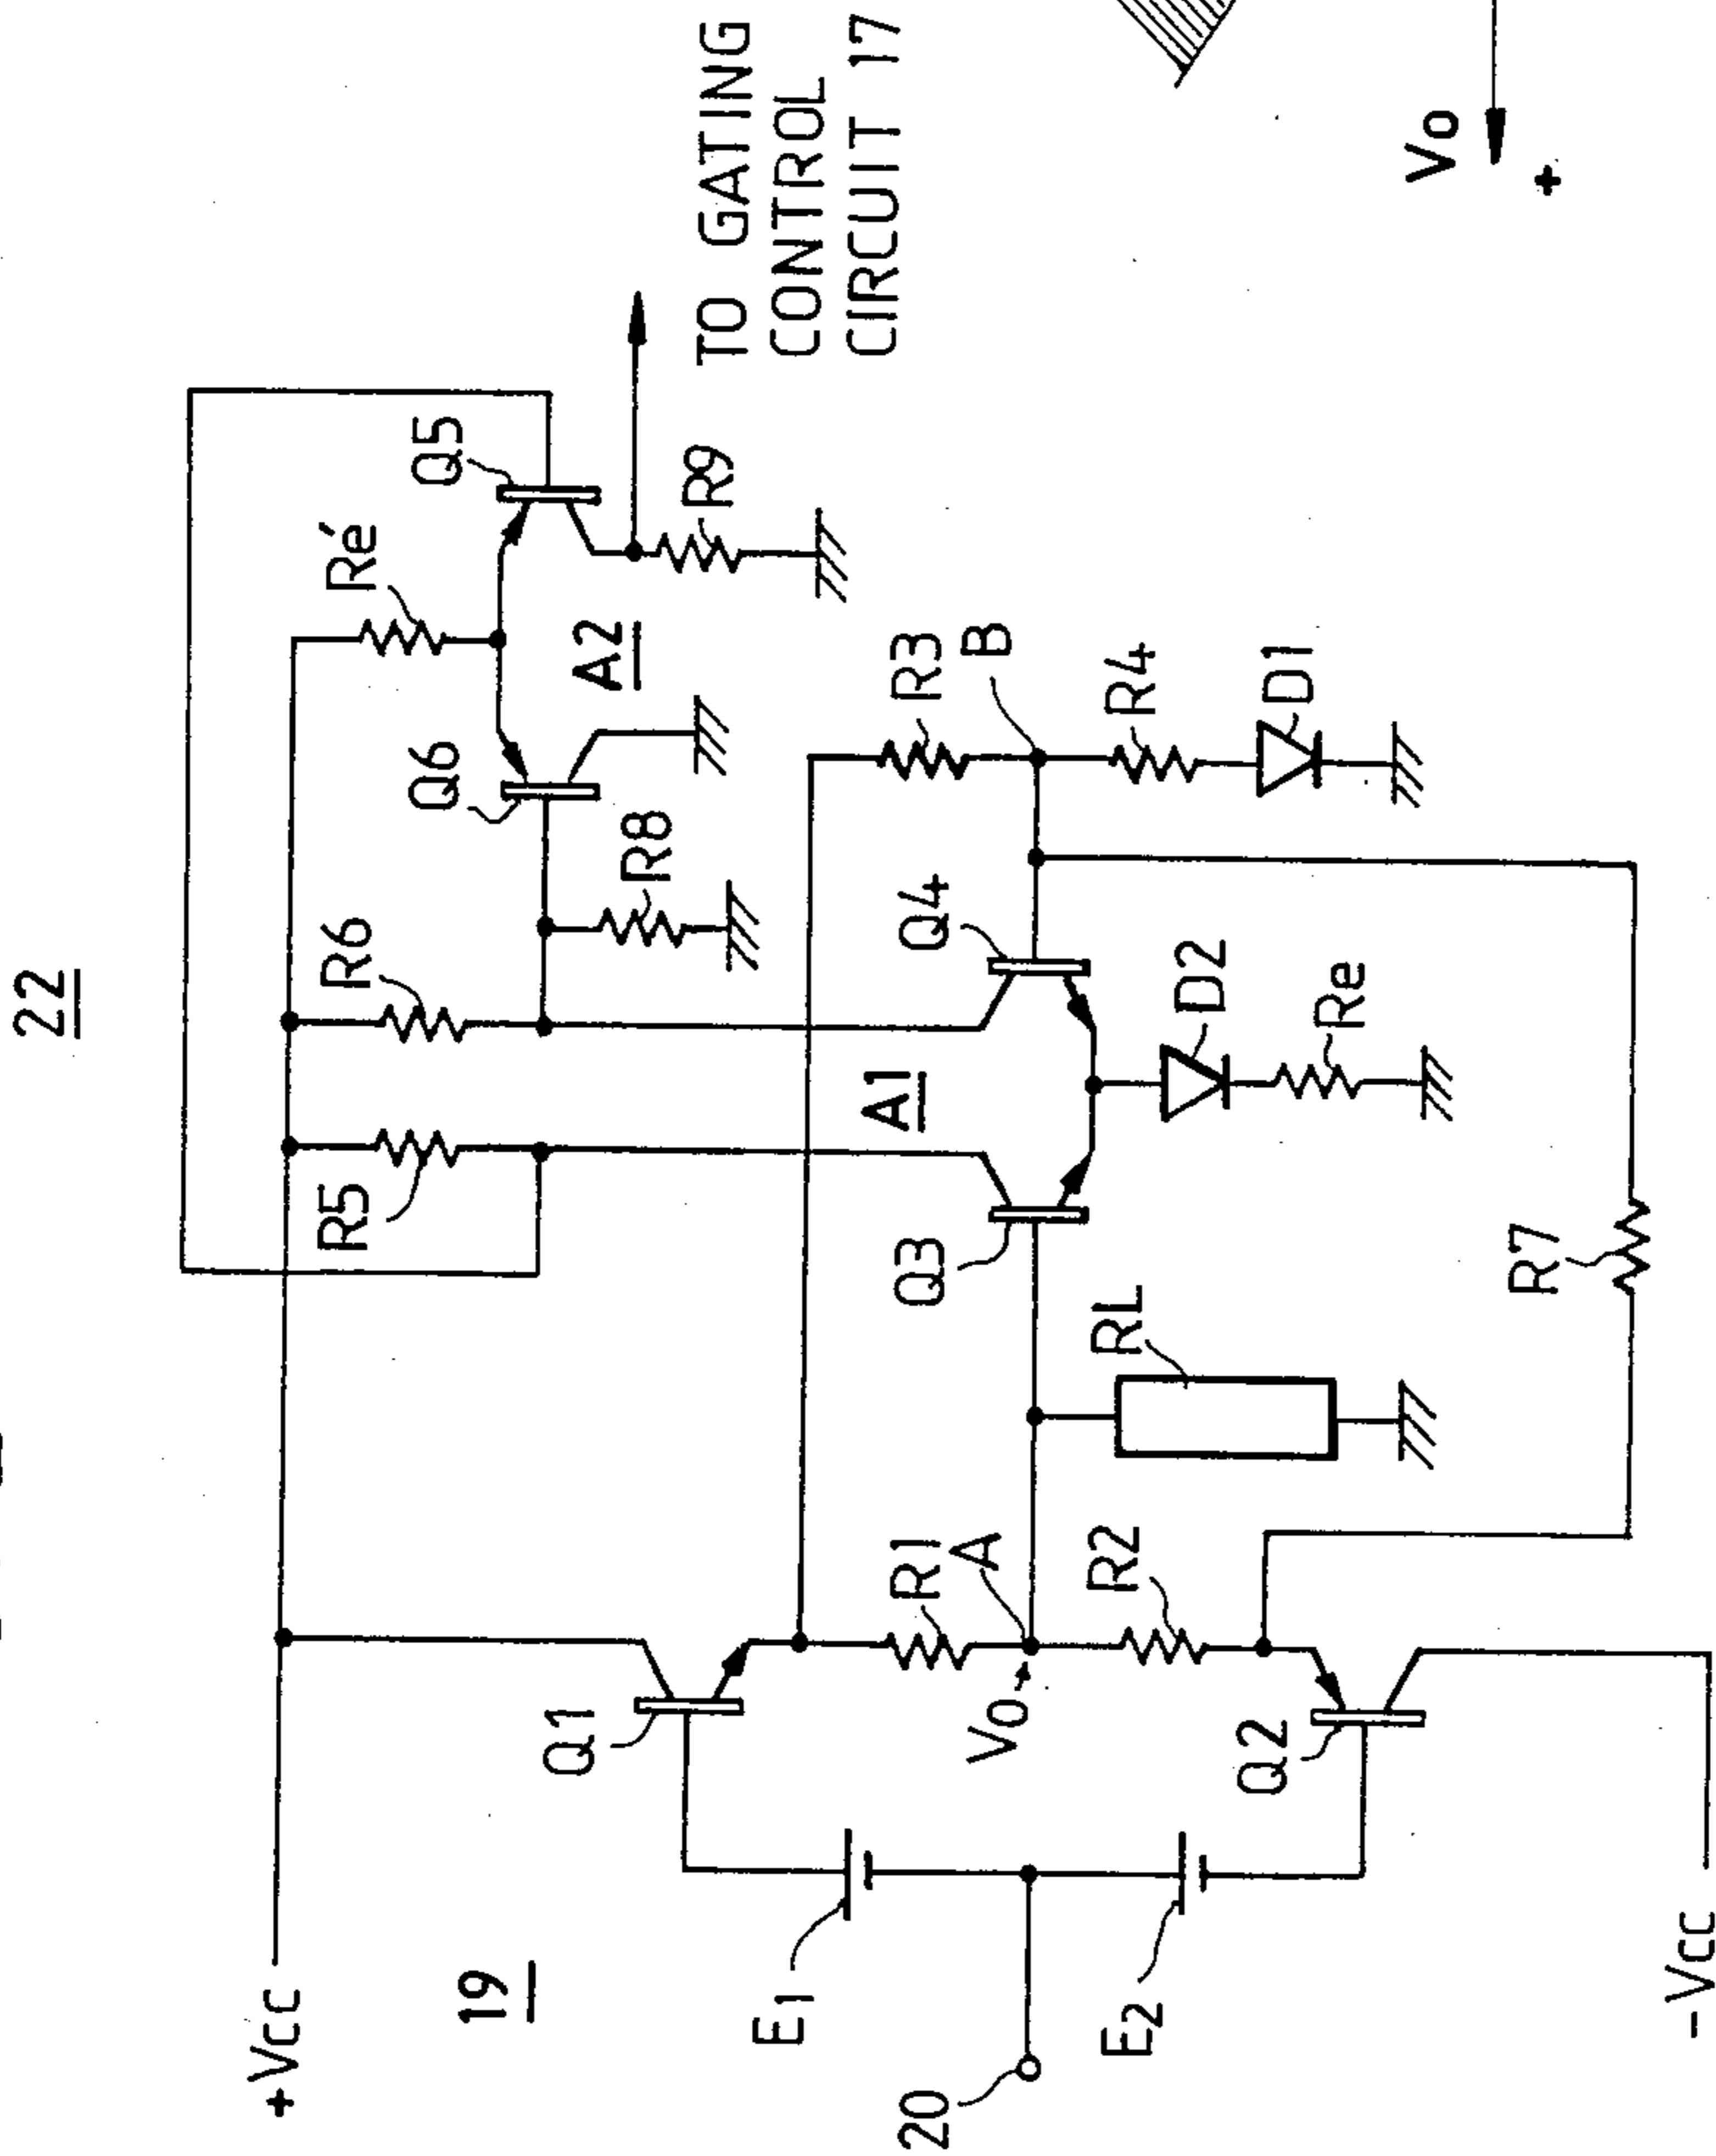 22
+Vcc
19
Q1
E1
20
E2
Q2
-Vcc
R1
A
Vo
R2
RL
R7
R5
R6
Q3
A1
Q4
D2
Re
R8
Q6
A2
Re'
Q5
R9
R3
B
R4
D1
TO GATING
CONTROL
CIRCUIT 17
Vo
+